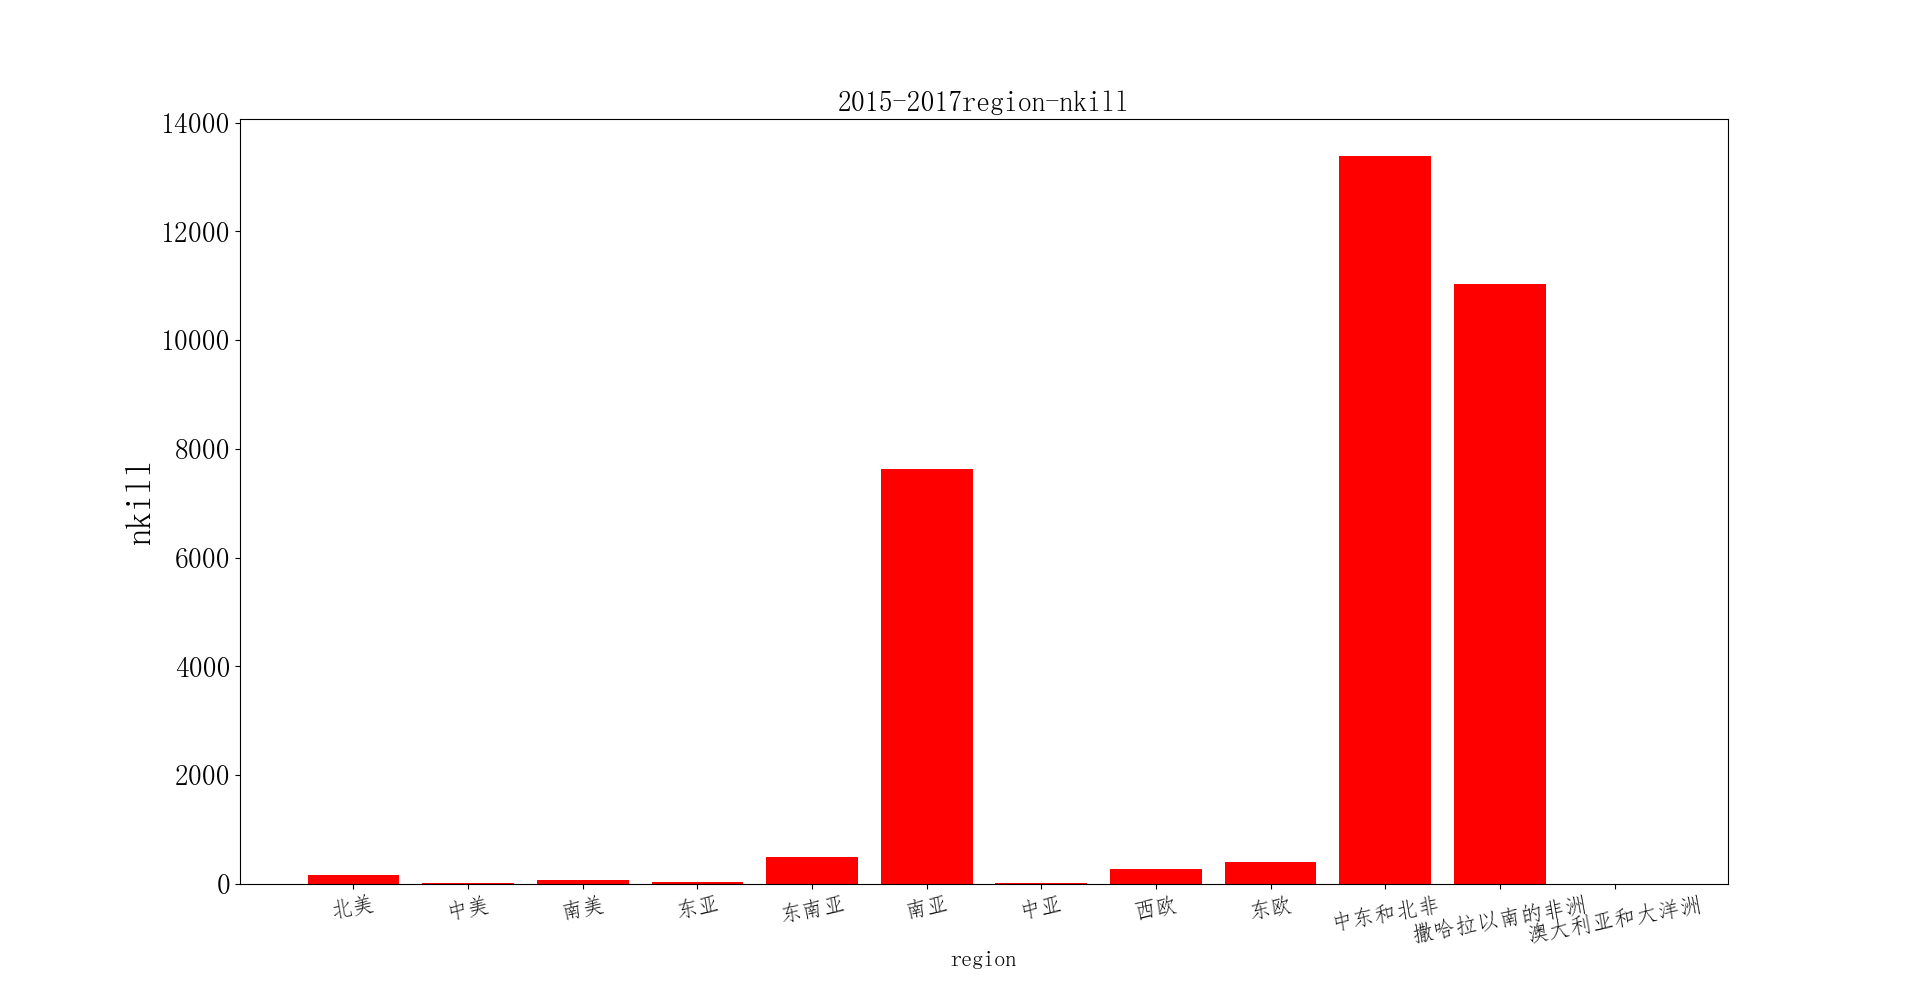 2015-2017region-nkill
14000
12000
10000
8000
6000
4000
2000
0
nkill
北美
中美
南美
东亚
东南亚
南亚
中亚
西欧
东欧
中东和北非
撒哈拉以南的非洲
澳大利亚和大洋洲
region